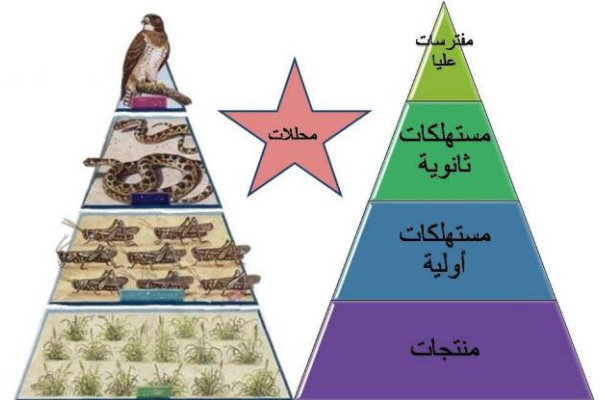 مفترسات
عليا
محللات
مستهلكات
ثانوية
مستهلكات
أولية
منتجات